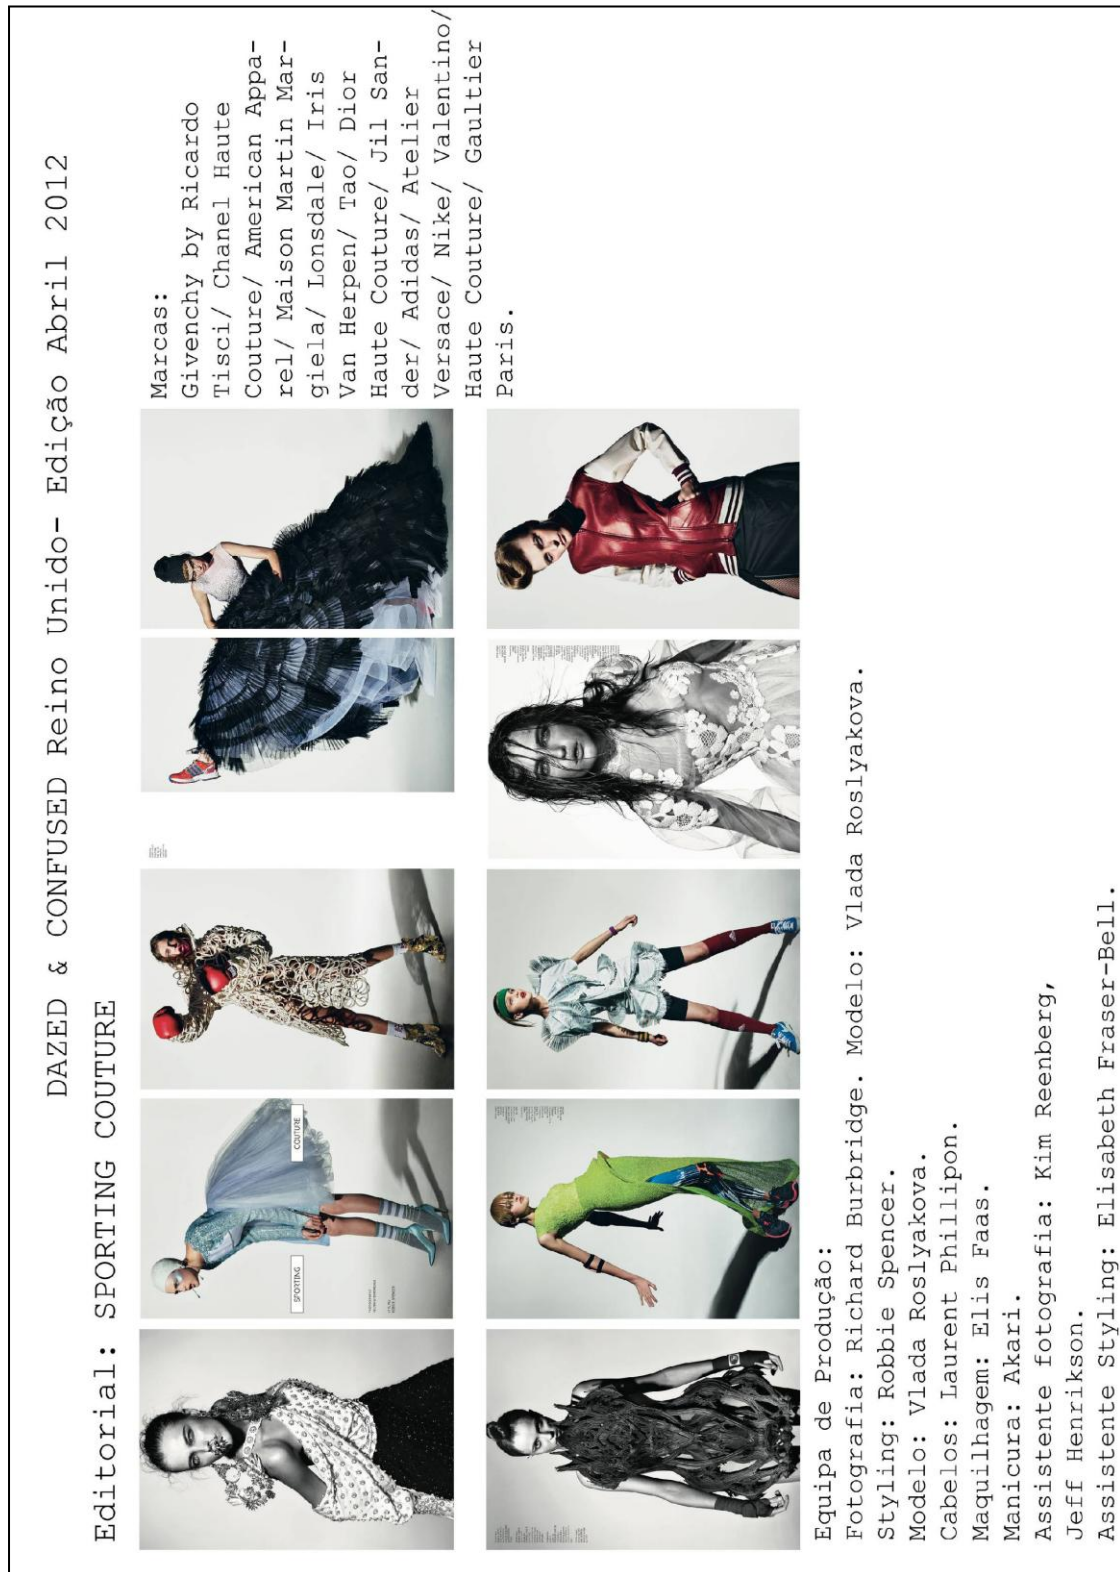 DAZED & CONFUSED Reino Unido- Edição Abril 2012
Editorial: SPORTING COUTURE
SPORTING
COUTURE
Marcas:
Givenchy by Ricardo
Tisci/ Chanel Haute
Couture/ American Appa-
rel/ Maison Martin Mar-
giela/ Lonsdale/ Iris
Van Herpen/ Tao/ Dior
Haute Couture/ Jil San-
der/ Adidas/ Atelier
Versace/ Nike/ Valentino/
Haute Couture/ Gaultier
Paris.
Equipa de Produção:
Fotografia: Richard Burbridge. Modelo: Vlada Roslyakova.
Styling: Robbie Spencer.
Modelo: Vlada Roslyakova.
Cabelos: Laurent Phillipon.
Maquilhagem: Elis Faas.
Manicura: Akari.
Assistente fotografia: Kim Reenberg,
Jeff Henrikson.
Assistente Styling: Elisabeth Fraser-Bell.